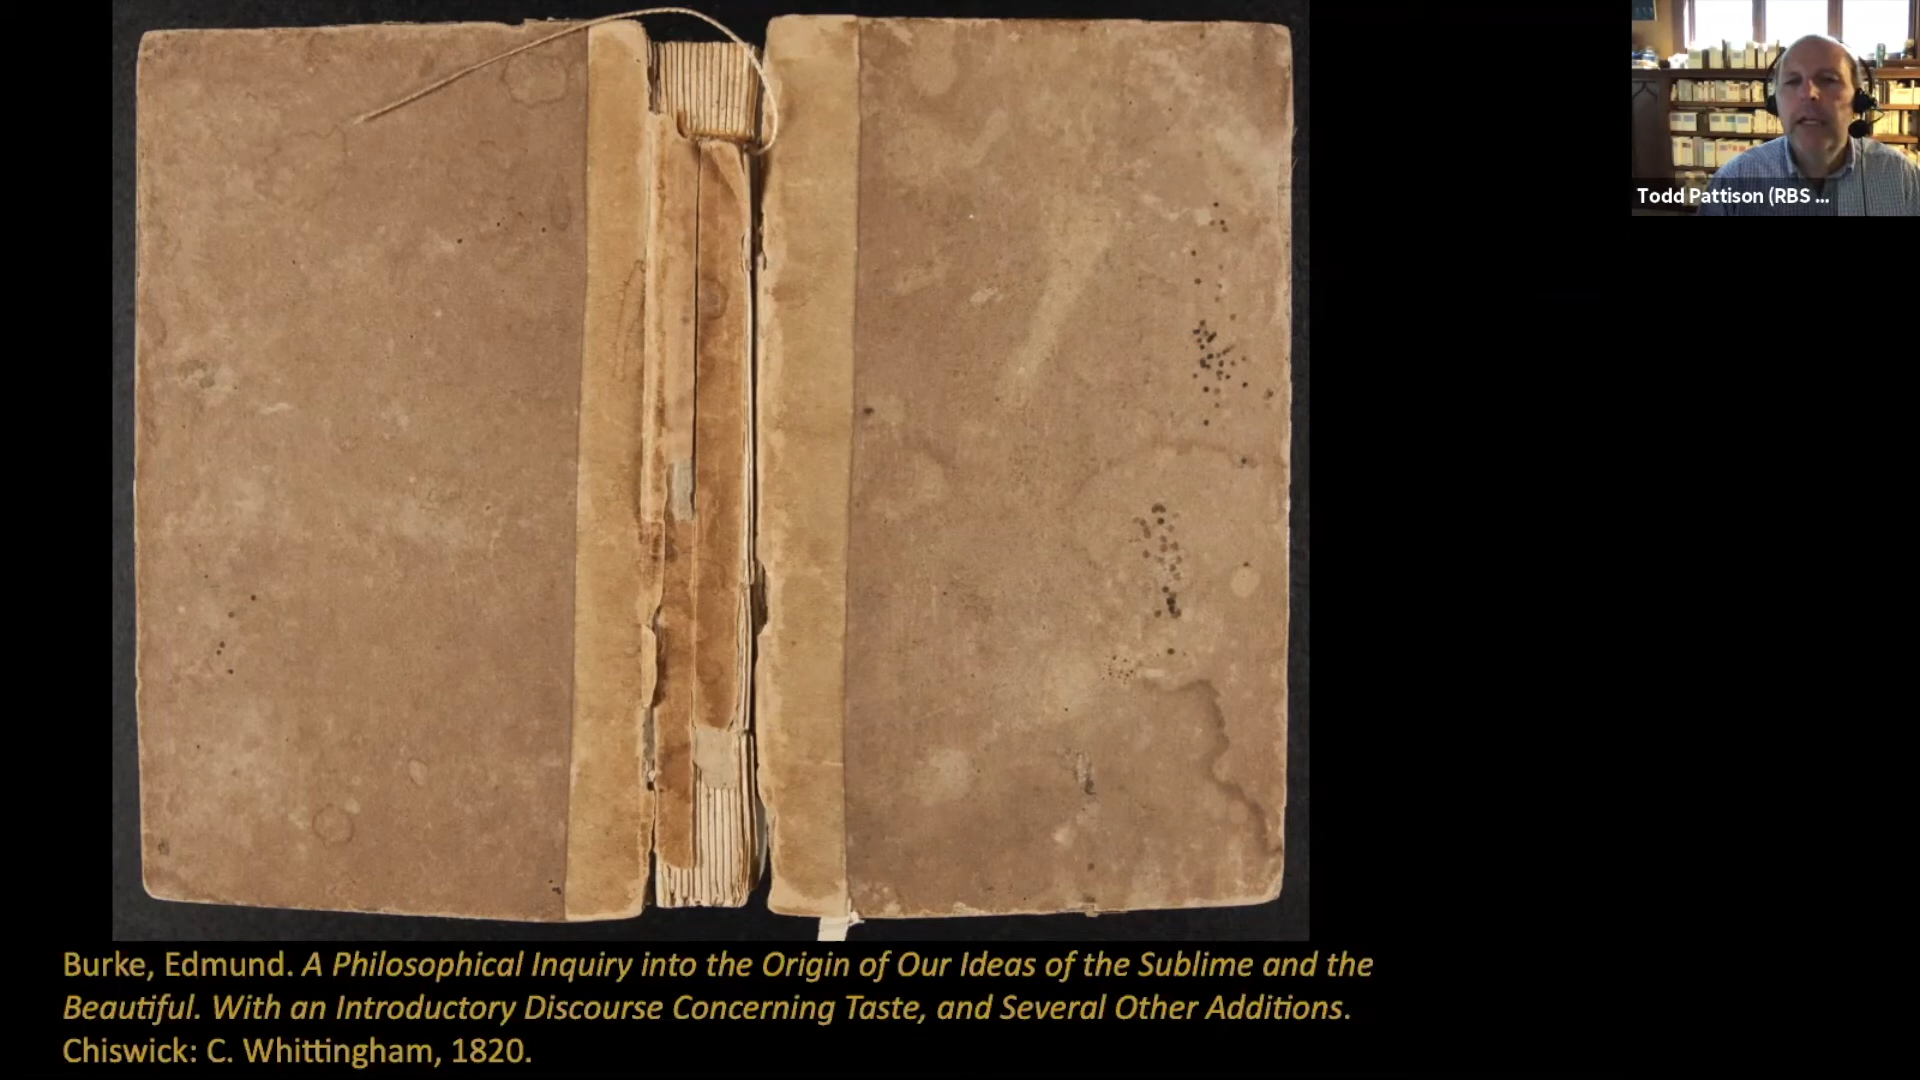 Todd Pattison (RBS ...
Burke, Edmund. A Philosophical Inquiry into the Origin of Our Ideas of the Sublime and the
Beautiful. With an Introductory Discourse Concerning Taste, and Several Other Additions.
Chiswick: C. Whittingham, 1820.